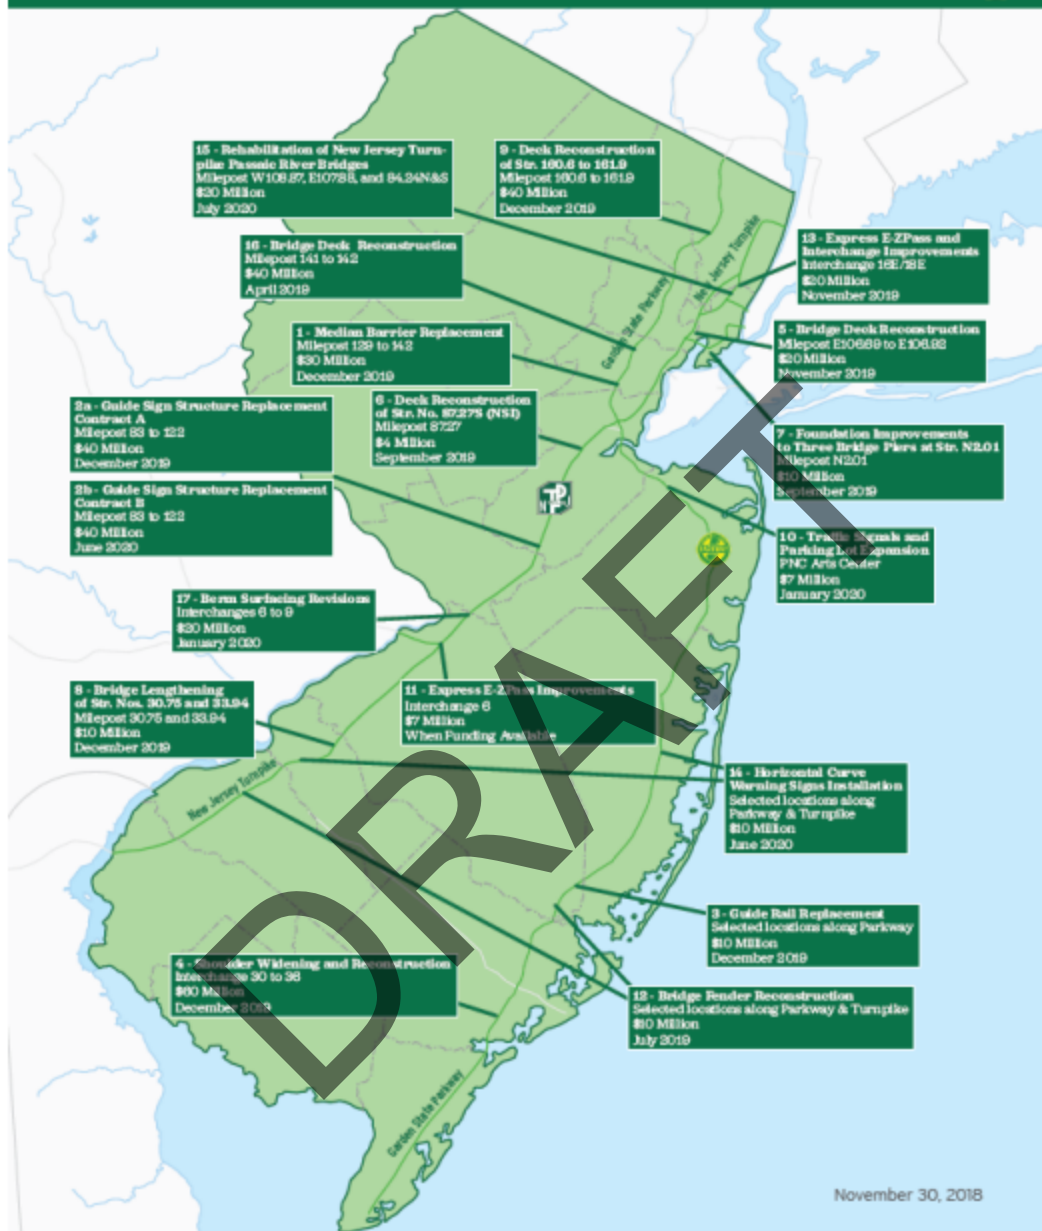 15 - Rehabilitation of New Jersey Turn-
pike Passaic River Bridges
Milepost W108.87, E107.88, and 84.24N&S
$20 Million
July 2020
9 - Deck Reconstruction
of Str. 160.6 to 161.9
Milepost 160.6 to 161.9
$40 Million
December 2019
16 - Bridge Deck Reconstruction
Milepost 141 to 142
$40 Million
April 2019
13 - Express E-ZPass and
Interchange Improvements
Interchange 16E/18E
$20 Million
November 2019
1 - Median Barrier Replacement
Milepost 129 to 142
$30 Million
December 2019
5 - Bridge Deck Reconstruction
Milepost E106.69 to E106.92
$20 Million
November 2019
2a - Guide Sign Structure Replacement
Contract A
Milepost 83 to 122
$40 Million
December 2019
6 - Deck Reconstruction
of Str. No. 87.27S (NSI)
Milepost 87.27
$4 Million
September 2019
7 - Foundation Improvements
to Three Bridge Piers at Str. N2.01
Milepost N2.01
$10 Million
September 2019
2b - Guide Sign Structure Replacement
Contract B
Milepost 83 to 122
$40 Million
June 2020
10 - Traffic Signals and
Parking Lot Expansion
PNC Arts Center
$7 Million
January 2020
17 - Berm Surfacing Revisions
Interchanges 6 to 9
$20 Million
January 2020
8 - Bridge Lengthening
of Str. Nos. 30.75 and 33.94
Milepost 30.75 and 33.94
$10 Million
December 2019
11 - Express E-ZPass Improvements
Interchange 6
$7 Million
When Funding Available
14 - Horizontal Curve
Warning Signs Installation
Selected locations along
Parkway & Turnpike
$10 Million
June 2020
3 - Guide Rail Replacement
Selected locations along Parkway
$10 Million
December 2019
4 - Shoulder Widening and Reconstruction
Interchange 30 to 36
$60 Million
December 2019
12 - Bridge Fender Reconstruction
Selected locations along Parkway & Turnpike
$10 Million
July 2019
New Jersey Turnpike
Garden State Parkway
New Jersey Turnpike
Garden State Parkway
DRAFT
November 30, 2018